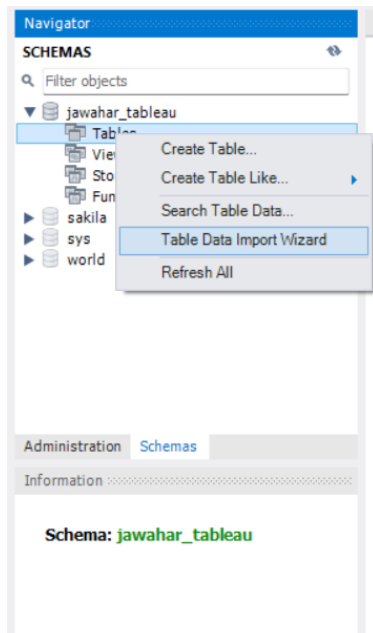 Navigator
SCHEMAS
Filter objects
jawahar_tableau
Tables
Create Table...
Create Table Like...
Search Table Data...
Table Data Import Wizard
Refresh All
sakila
sys
world
Administration Schemas
Information
Schema: jawahar_tableau